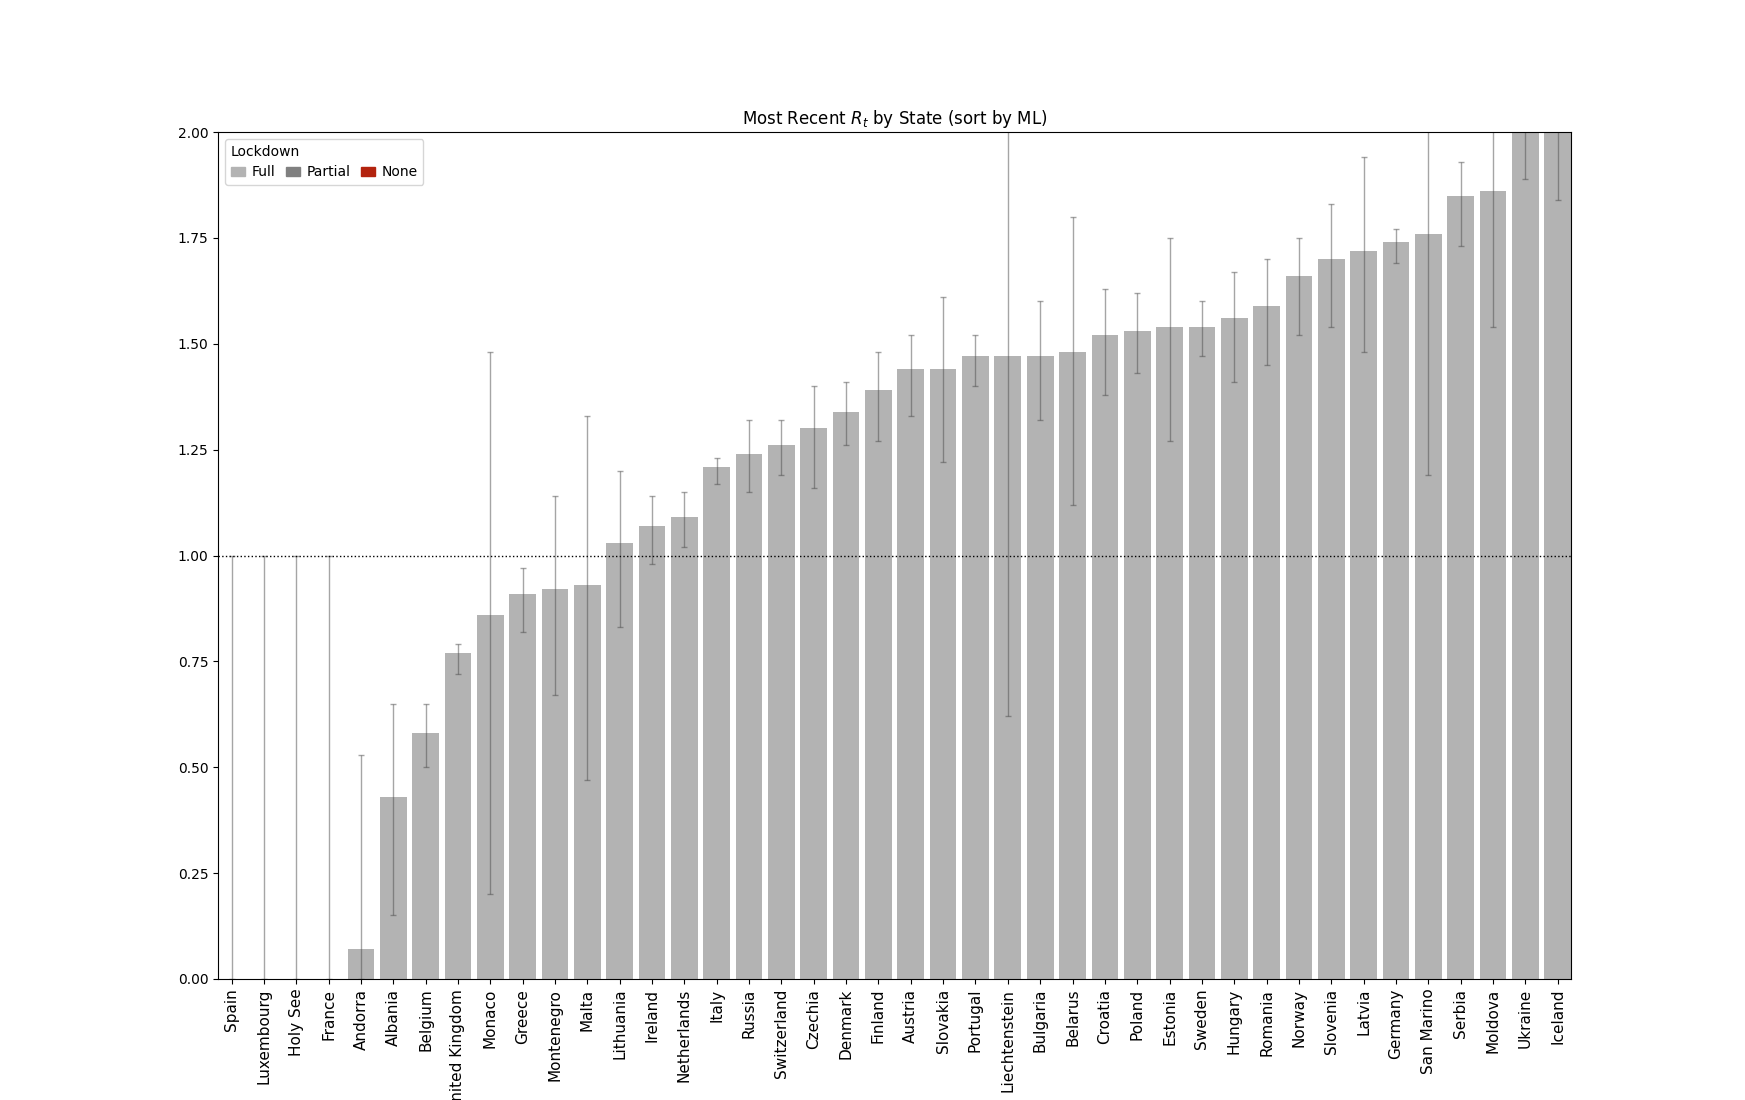 Most Recent R_t by State (sort by ML)
Lockdown
Full Partial None
2.00
1.75
1.50
1.25
1.00
0.75
0.50
0.25
0.00
Spain
Luxembourg
Holy See
France
Andorra
Albania
Belgium
nited Kingdom
Monaco
Greece
Montenegro
Malta
Lithuania
Ireland
Netherlands
Italy
Russia
Switzerland
Czechia
Denmark
Finland
Austria
Slovakia
Portugal
Liechtenstein
Bulgaria
Belarus
Croatia
Poland
Estonia
Sweden
Hungary
Romania
Norway
Slovenia
Latvia
Germany
San Marino
Serbia
Moldova
Ukraine
Iceland